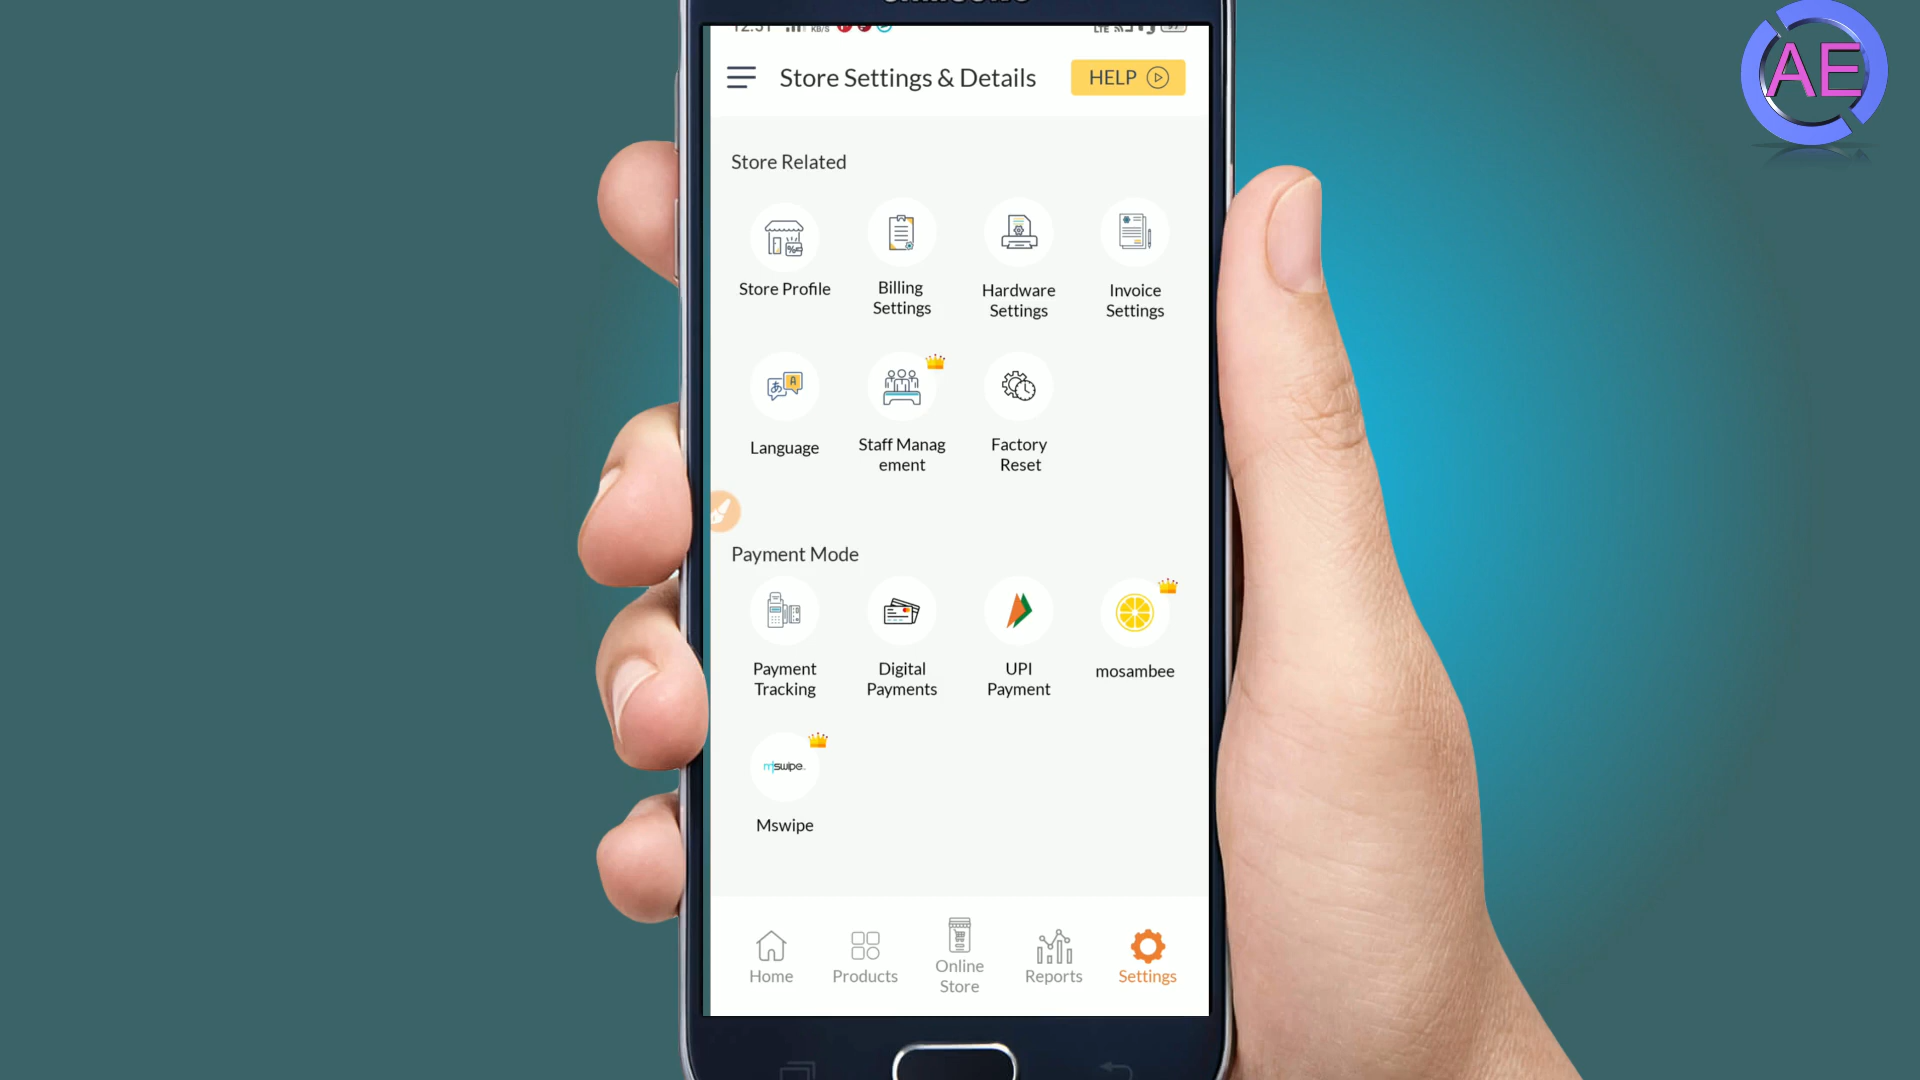 AE
Store Settings & Details
HELP
Store Related
Store Profile
Billing
Settings
Hardware
Settings
Invoice
Settings
Language
Staff Manag
ement
Factory
Reset
Payment Mode
Payment
Tracking
Digital
Payments
UPI
Payment
mosambee
mswipe.
Mswipe
Home
Products
Online
Store
Reports
Settings